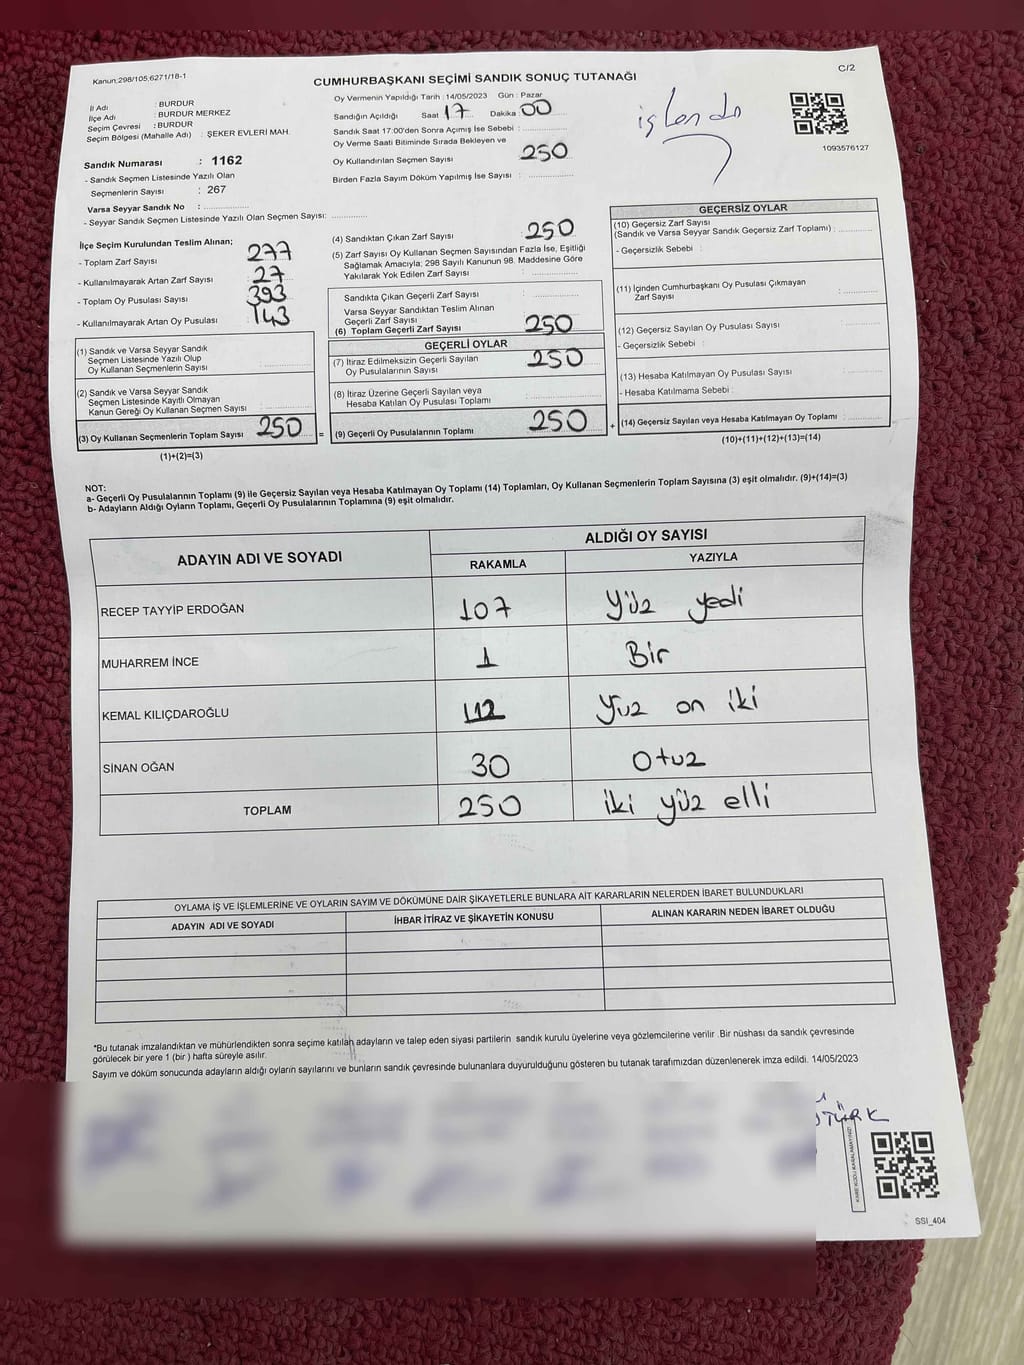 Kanun:298/105,6271/18-1
C/2
CUMHURBAŞKANI SEÇİMİ SANDIK SONUÇ TUTANAĞI
İl Adı : BURDUR
İlçe Adı : BURDUR MERKEZ
Seçim Çevresi : BURDUR
Seçim Bölgesi (Mahalle Adı) : ŞEKER EVLERİ MAH.
Sandık Numarası : 1162
- Sandık Seçmen Listesinde Yazılı Olan
Seçmenlerin Sayısı : 267
Varsa Seyyar Sandık No :
- Seyyar Sandık Seçmen Listesinde Yazılı Olan Seçmen Sayısı:
Oy Vermenin Yapıldığı Tarih : 14/05/2023 Gün : Pazar
Sandığın Açıldığı Saat 17 Dakika 00
Sandık Saat 17:00'den Sonra Açımış İse Sebebi :
Oy Verme Saati Bitiminde Sırada Bekleyen ve
Oy Kullandırılan Seçmen Sayısı 250
Birden Fazla Sayım Döküm Yapılmış İse Sayısı :
işlendi
1093576127
İlçe Seçim Kurulundan Teslim Alınan;
- Toplam Zarf Sayısı : 277
- Kullanılmayarak Artan Zarf Sayısı : 27
- Toplam Oy Pusulası Sayısı : 393
- Kullanılmayarak Artan Oy Pusulası : 143
(1) Sandık ve Varsa Seyyar Sandık
Seçmen Listesinde Yazılı Olup
Oy Kullanan Seçmenlerin Sayısı :
(2) Sandık ve Varsa Seyyar Sandık
Seçmen Listesinde Kayıtlı Olmayan
Kanun Gereği Oy Kullanan Seçmen Sayısı :
(3) Oy Kullanan Seçmenlerin Toplam Sayısı 250 =
(1)+(2)=(3)
(4) Sandıktan Çıkan Zarf Sayısı : 250
(5) Zarf Sayısı Oy Kullanan Seçmen Sayısından Fazla İse, Eşitliği
Sağlamak Amacıyla; 298 Sayılı Kanunun 98. Maddesine Göre
Yakılarak Yok Edilen Zarf Sayısı :
Sandıkta Çıkan Geçerli Zarf Sayısı :
Varsa Seyyar Sandıktan Teslim Alınan
Geçerli Zarf Sayısı :
(6) Toplam Geçerli Zarf Sayısı 250
GEÇERLİ OYLAR
(7) İtiraz Edilmeksizin Geçerli Sayılan
Oy Pusulalarının Sayısı : 250
(8) İtiraz Üzerine Geçerli Sayılan veya
Hesaba Katılan Oy Pusulası Toplamı :
(9) Geçerli Oy Pusulalarının Toplamı : 250 +
GEÇERSİZ OYLAR
(10) Geçersiz Zarf Sayısı
(Sandık ve Varsa Seyyar Sandık Geçersiz Zarf Toplamı) :
- Geçersizlik Sebebi :
(11) İçinden Cumhurbaşkanı Oy Pusulası Çıkmayan
Zarf Sayısı :
(12) Geçersiz Sayılan Oy Pusulası Sayısı :
- Geçersizlik Sebebi :
(13) Hesaba Katılmayan Oy Pusulası Sayısı :
- Hesaba Katılmama Sebebi :
(14) Geçersiz Sayılan veya Hesaba Katılmayan Oy Toplamı :
(10)+(11)+(12)+(13)=(14)
NOT:
a- Geçerli Oy Pusulalarının Toplamı (9) ile Geçersiz Sayılan veya Hesaba Katılmayan Oy Toplamı (14) Toplamları, Oy Kullanan Seçmenlerin Toplam Sayısına (3) eşit olmalıdır. (9)+(14)=(3)
b- Adayların Aldığı Oyların Toplamı, Geçerli Oy Pusulalarının Toplamına (9) eşit olmalıdır.
ADAYIN ADI VE SOYADI
ALDIĞI OY SAYISI
RAKAMLA YAZIYLA
RECEP TAYYİP ERDOĞAN 107 Yüz yedi
MUHARREM İNCE 1 Bir
KEMAL KILIÇDAROĞLU 112 Yüz on iki
SİNAN OĞAN 30 Otuz
TOPLAM 250 iki yüz elli
OYLAMA İŞ VE İŞLEMLERİNE VE OYLARIN SAYIM VE DÖKÜMÜNE DAİR ŞİKAYETLERLE BUNLARA AİT KARARLARIN NELERDEN İBARET BULUNDUKLARI
ADAYIN ADI VE SOYADI İHBAR İTİRAZ VE ŞİKAYETİN KONUSU ALINAN KARARIN NEDEN İBARET OLDUĞU
*Bu tutanak imzalandıktan ve mühürlendikten sonra seçime katılan adayların ve talep eden siyasi partilerin sandık kurulu üyelerine veya gözlemcilerine verilir .Bir nüshası da sandık çevresinde
görülecek bir yere 1 (bir ) hafta süreyle asılır.
Sayım ve döküm sonucunda adayların aldığı oyların sayılarını ve bunların sandık çevresinde bulunanlara duyurulduğunu gösteren bu tutanak tarafımızdan düzenlenerek imza edildi. 14/05/2023
SSI_404